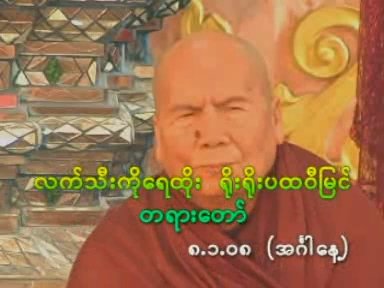 လက်သီးကိုရေထိုး ရိုးရိုးပထဝီမြင်
တရားတော်
၈.၁.၀၈ (အင်္ဂါနေ့)